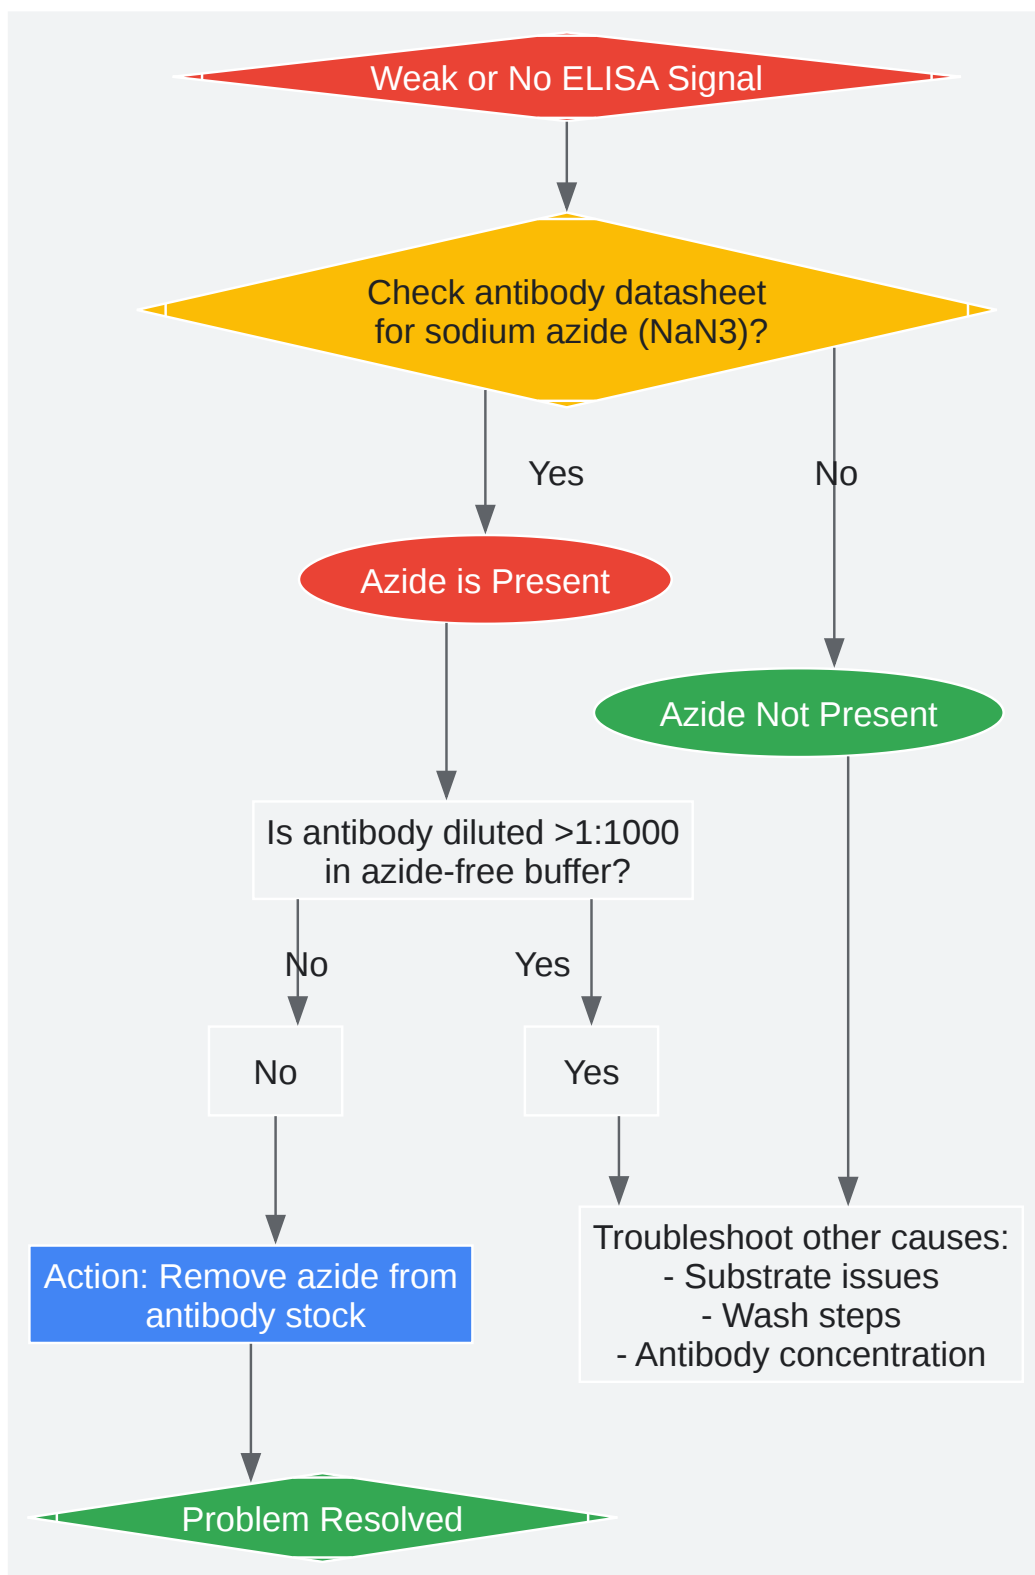 Weak or No ELISA Signal
Check antibody datasheet
for sodium azide (NaN3)?
Yes
No
Azide is Present
Azide Not Present
Is antibody diluted >1:1000
in azide-free buffer?
No
Yes
No
Yes
Action: Remove azide from
antibody stock
Troubleshoot other causes:
- Substrate issues
- Wash steps
- Antibody concentration
Problem Resolved